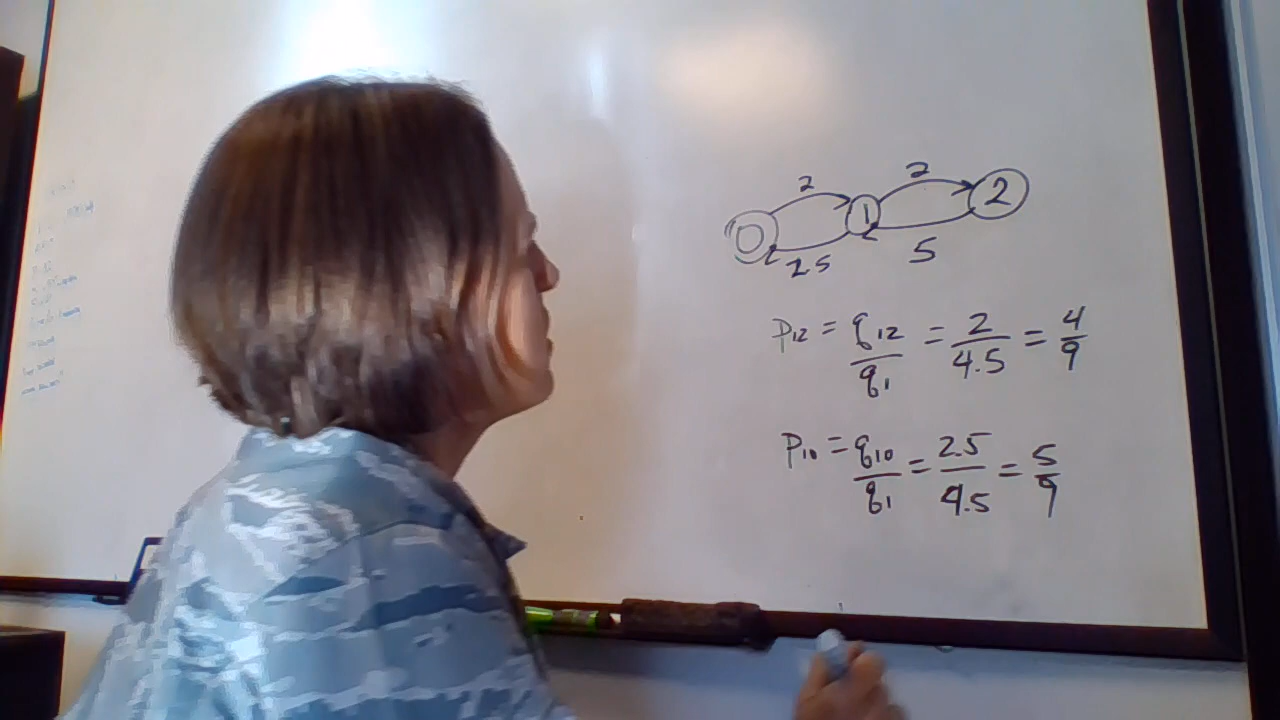 2 2
0 1 2
2.5 5
P12 = q12/q1 = 2/4.5 = 4/9
P10 = q10/q1 = 2.5/4.5 = 5/9